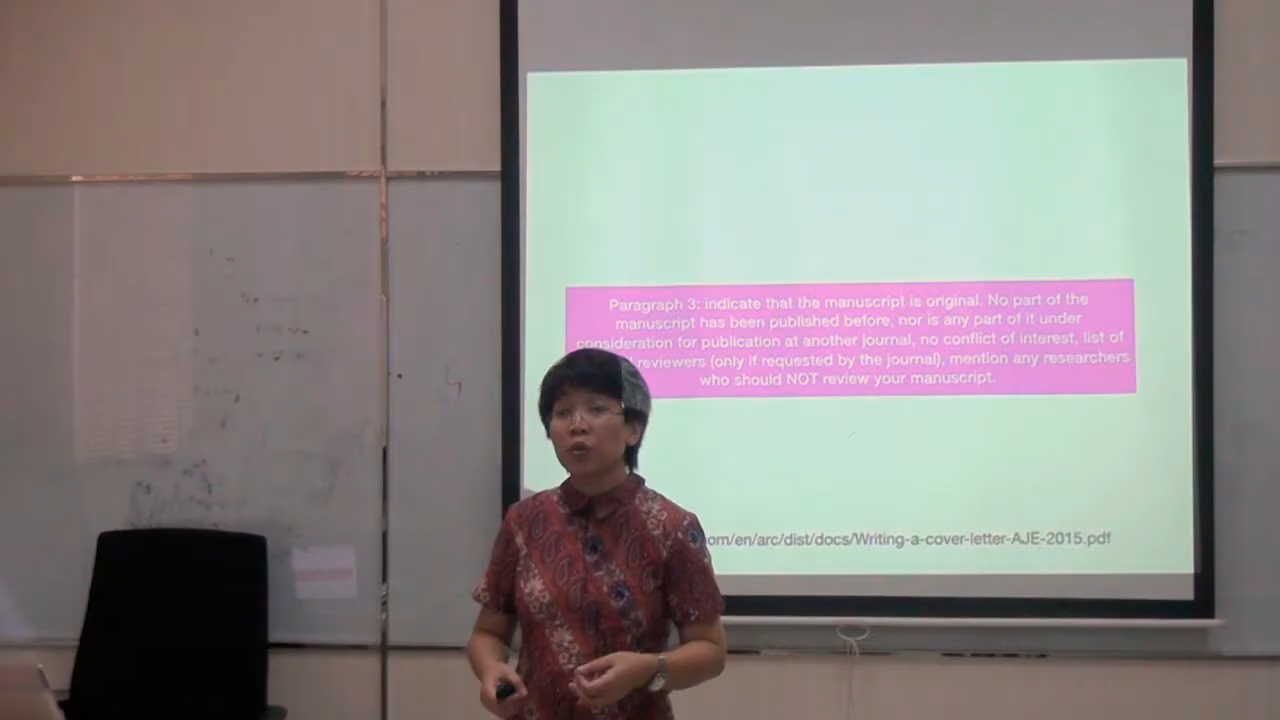 Paragraph 3: indicate that the manuscript is original. No part of the
manuscript has been published before, nor is any part of it under
consideration for publication at another journal, no conflict of interest, list of
reviewers (only if requested by the journal), mention any researchers
who should NOT review your manuscript.
om/en/arc/dist/docs/Writing-a-cover-letter-AJE-2015.pdf